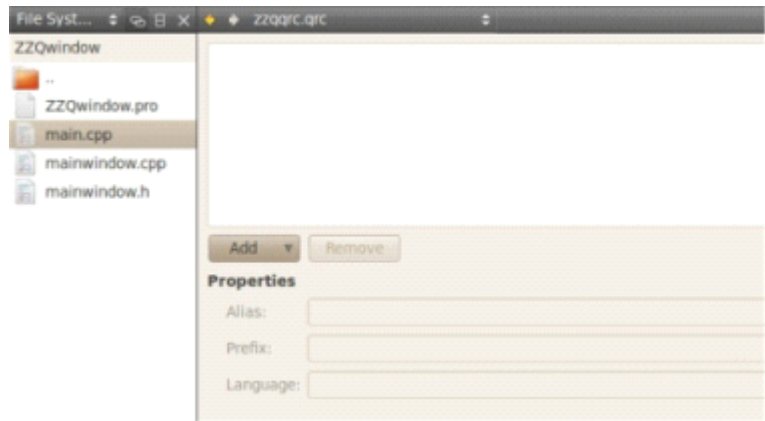 File Syst...
zzqqrc.qrc
ZZQwindow
..
ZZQwindow.pro
main.cpp
mainwindow.cpp
mainwindow.h
Add
Remove
Properties
Alias:
Prefix:
Language: